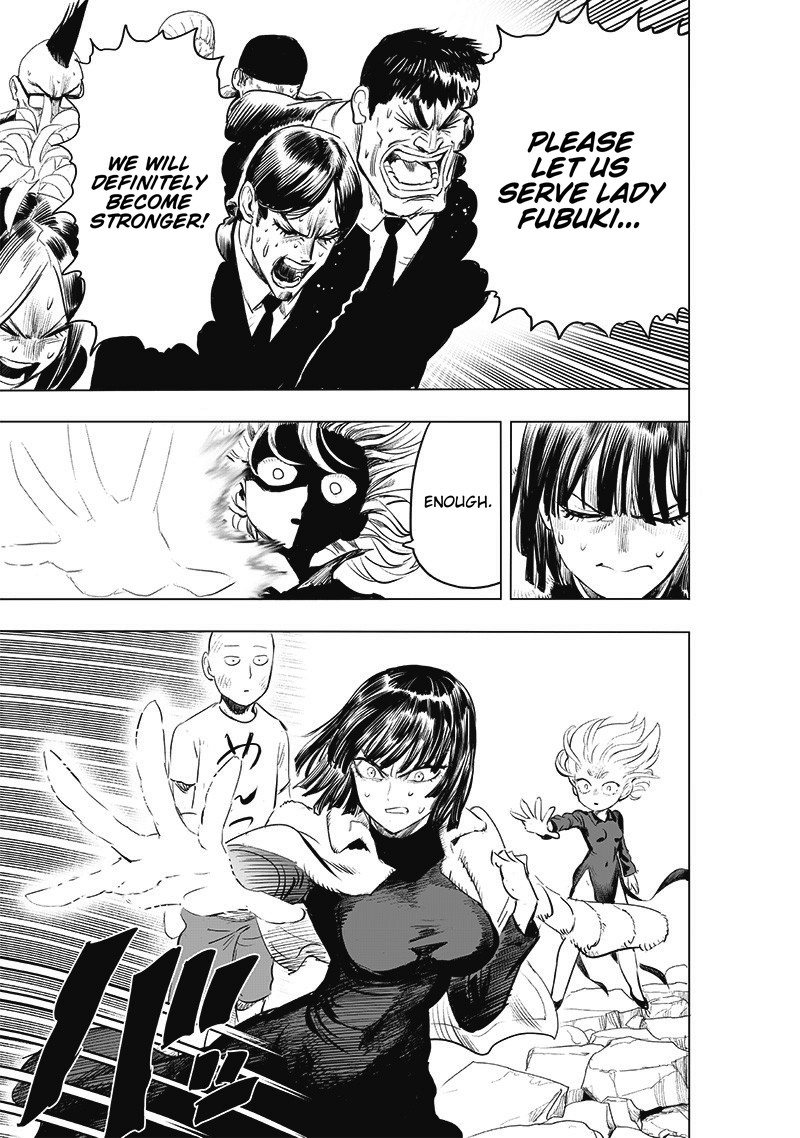 PLEASE
LET US
SERVE LADY
FUBUKI...
WE WILL
DEFINITELY
BECOME
STRONGER!
ENOUGH.
めん